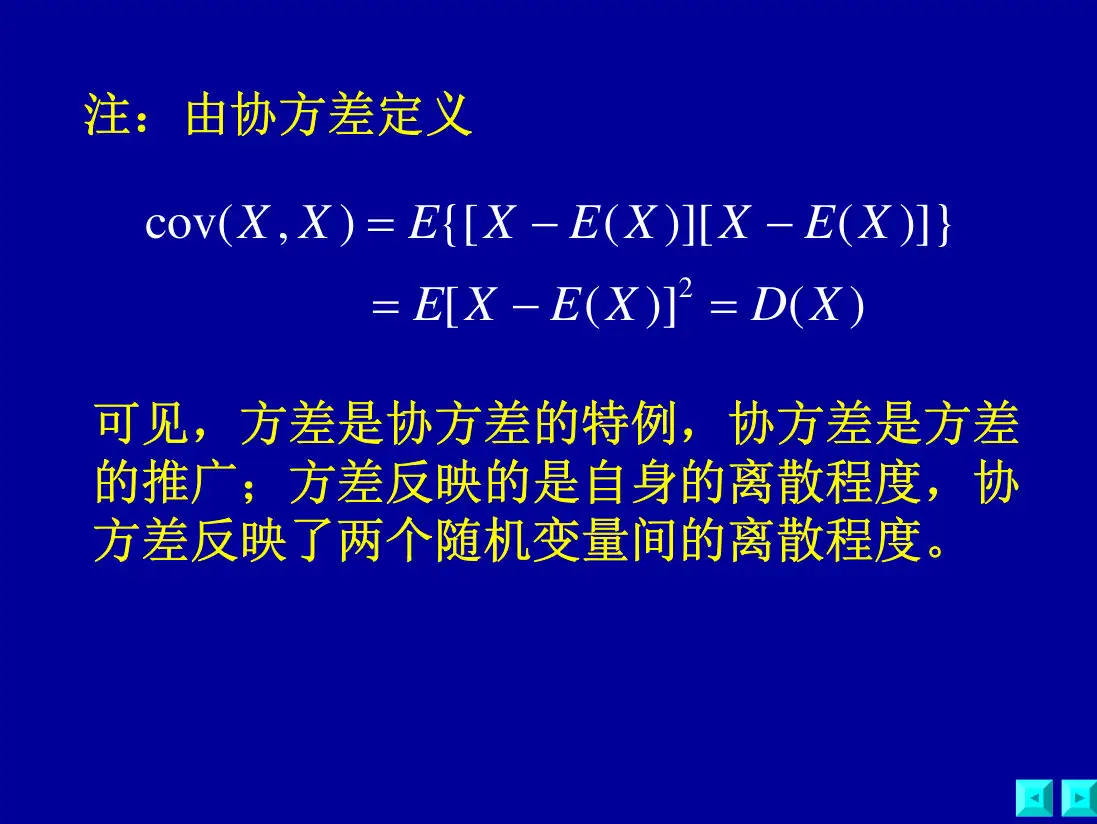 注：由协方差定义
cov(X, X) = E{[X − E(X)][X − E(X)]}
= E[X − E(X)]² = D(X)
可见，方差是协方差的特例，协方差是方差
的推广；方差反映的是自身的离散程度，协
方差反映了两个随机变量间的离散程度。